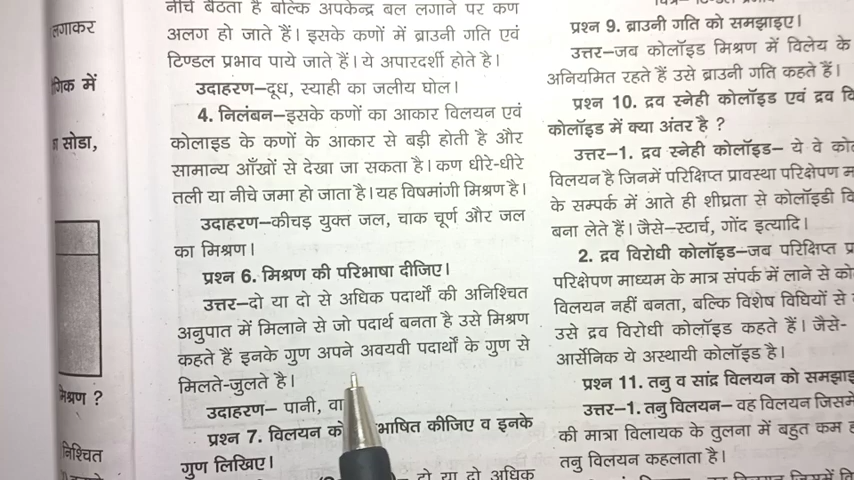 लगाकर
गिक में
सोडा,
मिश्रण ?
निश्चित
नीचे बैठता है बल्कि अपकेन्द्र बल लगाने पर कण
अलग हो जाते हैं। इसके कणों में ब्राउनी गति एवं
टिण्डल प्रभाव पाये जाते हैं। ये अपारदर्शी होते है।
उदाहरण–दूध, स्याही का जलीय घोल।
4. निलंबन–इसके कणों का आकार विलयन एवं
कोलाइड के कणों के आकार से बड़ी होती है और
सामान्य आँखों से देखा जा सकता है। कण धीरे-धीरे
तली या नीचे जमा हो जाता है। यह विषमांगी मिश्रण है।
उदाहरण–कीचड़ युक्त जल, चाक चूर्ण और जल
का मिश्रण।
प्रश्न 6. मिश्रण की परिभाषा दीजिए।
उत्तर–दो या दो से अधिक पदार्थों की अनिश्चित
अनुपात में मिलाने से जो पदार्थ बनता है उसे मिश्रण
कहते हैं इनके गुण अपने अवयवी पदार्थों के गुण से
मिलते-जुलते है।
उदाहरण– पानी, वा
प्रश्न 7. विलयन को भाषित कीजिए व इनके
गुण लिखिए।
दो या दो अधिक
प्रश्न 9. ब्राउनी गति को समझाइए।
उत्तर–जब कोलॉइड मिश्रण में विलेय के
अनियमित रहते हैं उसे ब्राउनी गति कहते हैं।
प्रश्न 10. द्रव स्नेही कोलॉइड एवं द्रव वि
कोलॉइड में क्या अंतर है ?
उत्तर–1. द्रव स्नेही कोलॉइड– ये वे को
विलयन है जिनमें परिक्षिप्त प्रावस्था परिक्षेपण म
के सम्पर्क में आते ही शीघ्रता से कोलॉइडी वि
बना लेते हैं। जैसे–स्टार्च, गोंद इत्यादि।
2. द्रव विरोधी कोलॉइड–जब परिक्षिप्त प्र
परिक्षेपण माध्यम के मात्र संपर्क में लाने से को
विलयन नहीं बनता, बल्कि विशेष विधियों से
उसे द्रव विरोधी कोलॉइड कहते हैं। जैसे-
आर्सेनिक ये अस्थायी कोलॉइड है।
प्रश्न 11. तनु व सांद्र विलयन को समझाइ
उत्तर–1. तनु विलयन– वह विलयन जिसमें
की मात्रा विलायक के तुलना में बहुत कम ह
तनु विलयन कहलाता है।